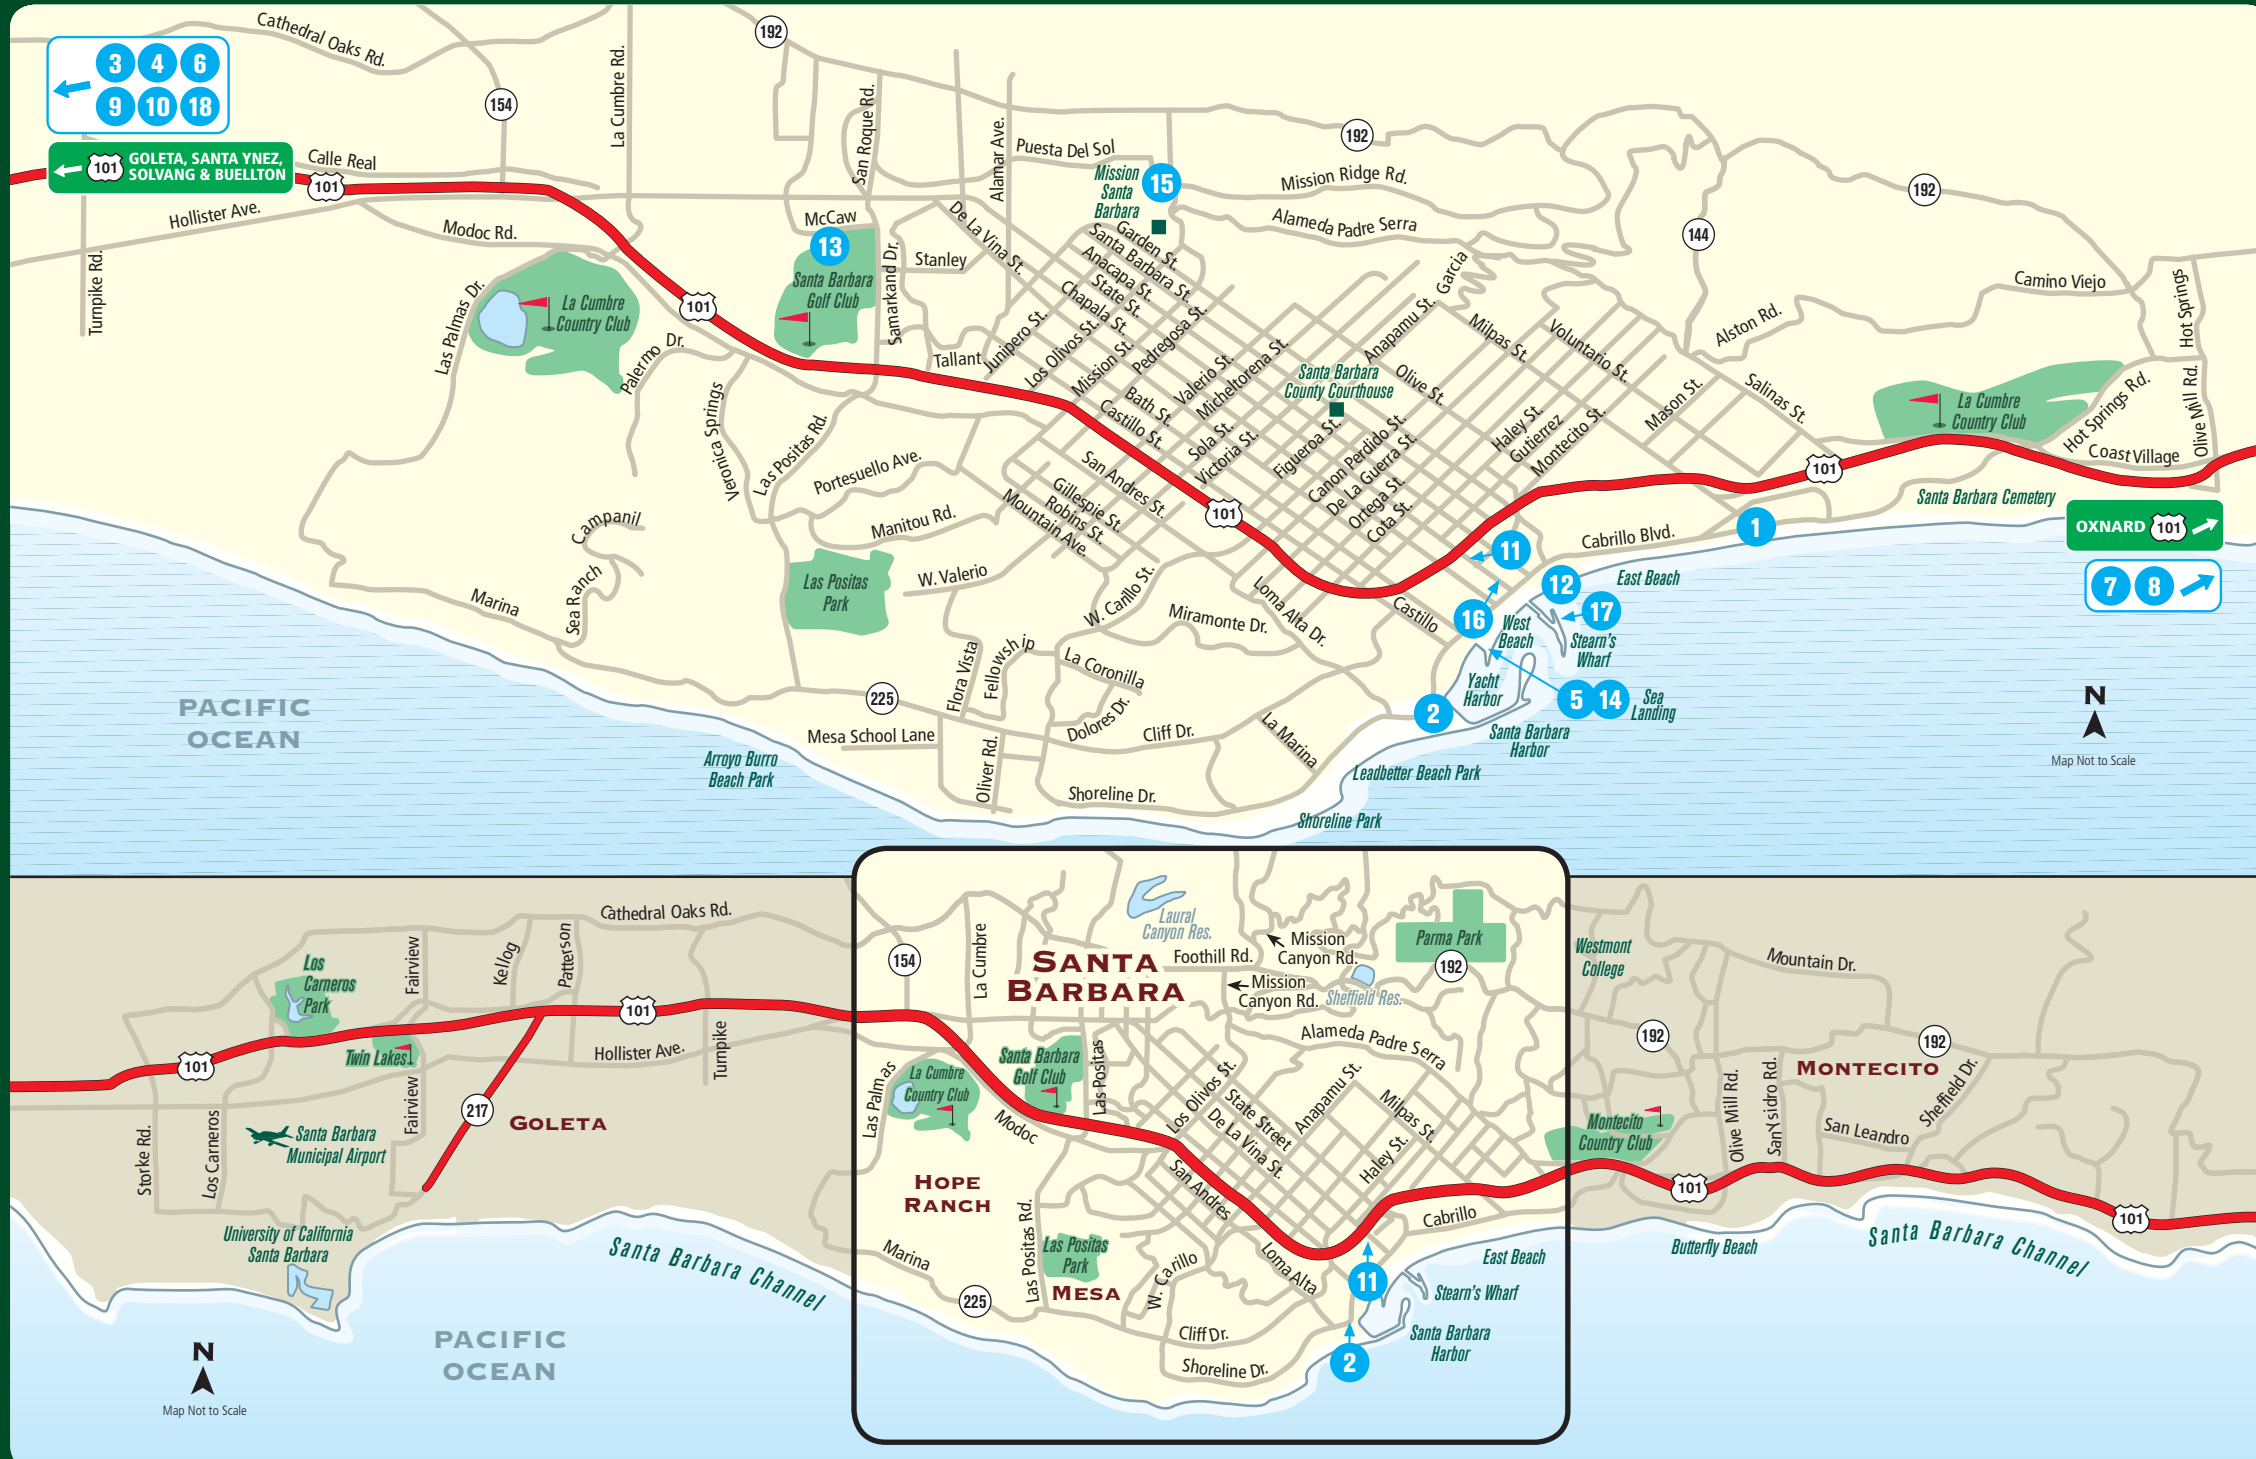 Cathedral Oaks Rd.
192
3 4 6
9 10 18
154
La Cumbre Rd.
San Roque Rd.
Alamar Ave.
Puesta Del Sol
192
101 GOLETA, SANTA YNEZ,
SOLVANG & BUELLTON
Calle Real
101
Mission
Santa
Barbara
15
Mission Ridge Rd.
192
Hollister Ave.
Modoc Rd.
McCaw
13
De La Vina St.
Garden St.
Santa Barbara St.
Anacapa St.
State St.
Chapala St.
Alameda Padre Serra
Garcia
144
Turnpike Rd.
Las Palmas Dr.
La Cumbre
Country Club
101
Santa Barbara
Golf Club
Samarkand Dr.
Stanley
Camino Viejo
Hot Springs
Alston Rd.
Palermo Dr.
Tallant
Junipero St.
Los Olivos St.
Mission St.
Pedregosa St.
Valerio St.
Micheltorena St.
Anapamu St.
Milpas St.
Voluntario St.
Santa Barbara
County Courthouse
Olive St.
Mason St.
Salinas St.
La Cumbre
Country Club
Hot Springs Rd.
Olive Mill Rd.
Coast Village
Veronica Springs
Las Positas Rd.
Bath St.
Castillo St.
Sola St.
Victoria St.
Figueroa St.
Canon Perdido St.
De La Guerra St.
Ortega St.
Cota St.
Haley St.
Gutierrez
Montecito St.
101
Santa Barbara Cemetery
Portesuello Ave.
San Andres St.
Gillespie St.
Robins St.
Mountain Ave.
101
Manitou Rd.
OXNARD 101
7 8
1
Cabrillo Blvd.
East Beach
11
12
16
17
West
Beach
Stearn's
Wharf
Campanil
Sea Ranch
Marina
Las Positas
Park
W. Valerio
W. Carillo St.
Miramonte Dr.
Loma Alta Dr.
Castillo
Yacht
Harbor
5 14
Sea
Landing
2
Santa Barbara
Harbor
225
Flora Vista
Fellowship
La Coronilla
Dolores Dr.
Cliff Dr.
La Marina
Mesa School Lane
Oliver Rd.
Shoreline Dr.
Leadbetter Beach Park
Shoreline Park
Arroyo Burro
Beach Park
PACIFIC
OCEAN
N
Map Not to Scale
Cathedral Oaks Rd.
Los
Carneros
Park
Fairview
Kellog
Patterson
101
101
Twin Lakes
Hollister Ave.
Turnpike
217
GOLETA
Storke Rd.
Los Carneros
Fairview
Santa Barbara
Municipal Airport
University of California
Santa Barbara
Santa Barbara Channel
PACIFIC
OCEAN
N
Map Not to Scale
154
La Cumbre
Laural
Canyon Res.
SANTA
BARBARA
Foothill Rd.
Mission
Canyon Rd.
Mission
Canyon Rd.
Sheffield Res.
Parma Park
192
Alameda Padre Serra
Las Palmas
La Cumbre
Country Club
Santa Barbara
Golf Club
Las Positas
Modoc
Los Olivos St.
State Street
De La Vina St.
Anapamu St.
Milpas St.
Haley St.
San Andres
HOPE
RANCH
Marina
225
Las Positas Rd.
Las Positas
Park
MESA
W. Carillo
Loma Alta
Cabrillo
11
2
East Beach
Stearn's Wharf
Santa Barbara
Harbor
Cliff Dr.
Shoreline Dr.
Westmont
College
Mountain Dr.
192
192
MONTECITO
Montecito
Country Club
Olive Mill Rd.
San Ysidro Rd.
San Leandro
Sheffield Dr.
101
101
Butterfly Beach
Santa Barbara Channel